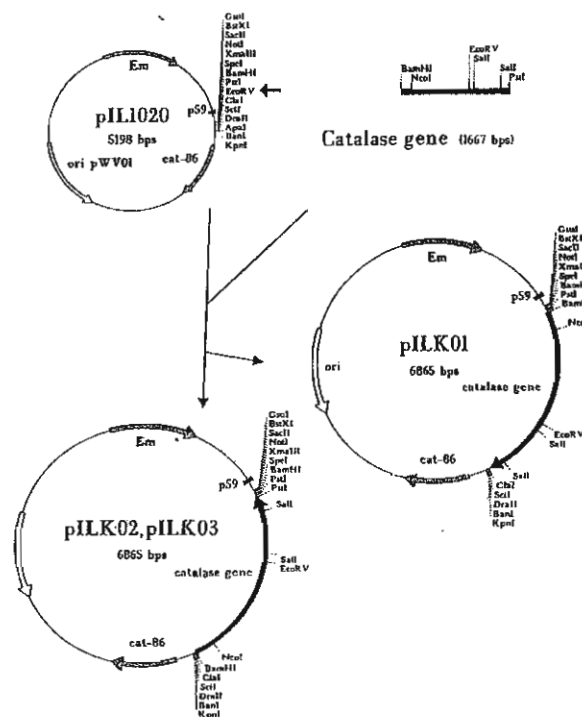 GsuI
BstXI
SacII
NotI
XmaIII
SpeI
BamHI
PstI
EcoRV
ClaI
SciI
DraII
ApaI
BanI
KpnI
Em
pIL1020
5198 bps
p59
ori pWV01
cat-86
EcoRV
SalI
BamHI
NcoI
SalI
PstI
Catalase gene (1667 bps)
GsuI
BstXI
SacII
NotI
XmaIII
SpeI
BamHI
PstI
BamHI
NcoI
Em
p59
pILK01
6865 bps
ori
catalase gene
EcoRV
SalI
cat-86
SalI
ClaI
SciI
DraII
BanI
KpnI
GsuI
BstXI
SacII
NotI
XmaIII
SpeI
BamHI
PstI
PstI
SalI
Em
p59
pILK02, pILK03
6865 bps
catalase gene
SalI
EcoRV
cat-86
NcoI
BamHI
ClaI
SciI
DraII
BanI
KpnI